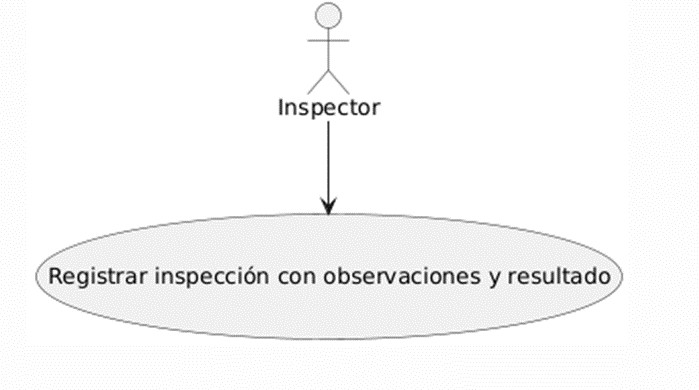 Inspector
Registrar inspección con observaciones y resultado